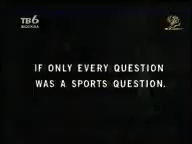 ТВ6
IF ONLY EVERY QUESTION
WAS A SPORTS QUESTION.